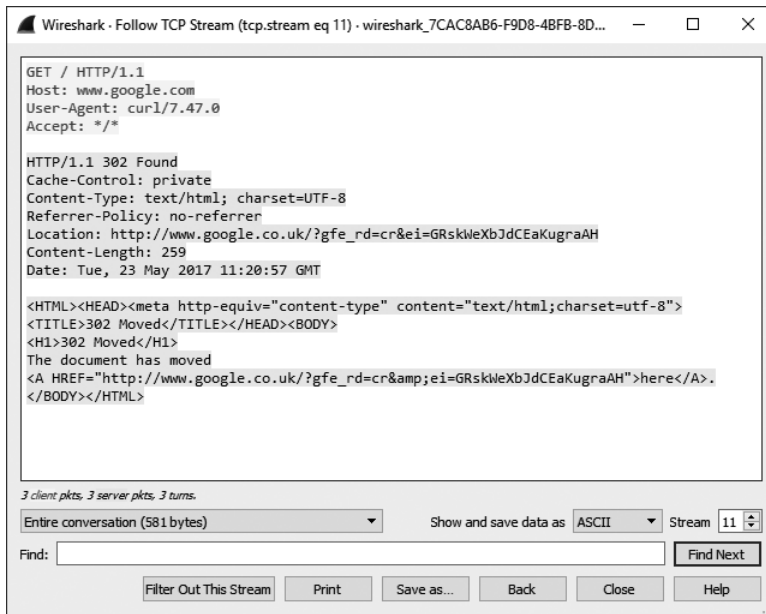 Wireshark - Follow TCP Stream (tcp.stream eq 11) - wireshark_7CAC8AB6-F9D8-4BFB-8D...
GET / HTTP/1.1
Host: www.google.com
User-Agent: curl/7.47.0
Accept: */*
HTTP/1.1 302 Found
Cache-Control: private
Content-Type: text/html; charset=UTF-8
Referrer-Policy: no-referrer
Location: http://www.google.co.uk/?gfe_rd=cr&ei=GRskWeXbJdCEaKugraAH
Content-Length: 259
Date: Tue, 23 May 2017 11:20:57 GMT
<HTML><HEAD><meta http-equiv="content-type" content="text/html;charset=utf-8">
<TITLE>302 Moved</TITLE></HEAD><BODY>
<H1>302 Moved</H1>
The document has moved
<A HREF="http://www.google.co.uk/?gfe_rd=cr&amp;ei=GRskWeXbJdCEaKugraAH">here</A>.
</BODY></HTML>
3 client pkts, 3 server pkts, 3 turns.
Entire conversation (581 bytes) Show and save data as ASCII Stream 11
Find: Find Next
Filter Out This Stream Print Save as... Back Close Help